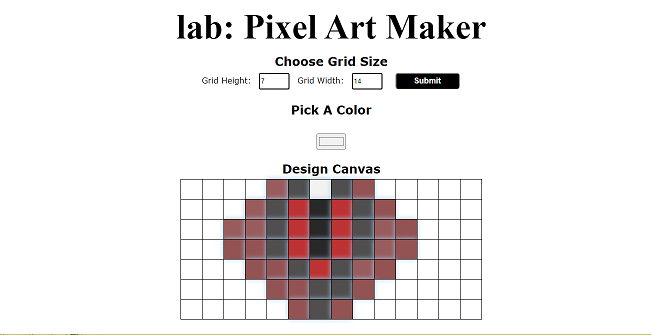 lab: Pixel Art Maker
Choose Grid Size
Grid Height: 7 Grid Width: 14 Submit
Pick A Color
Design Canvas